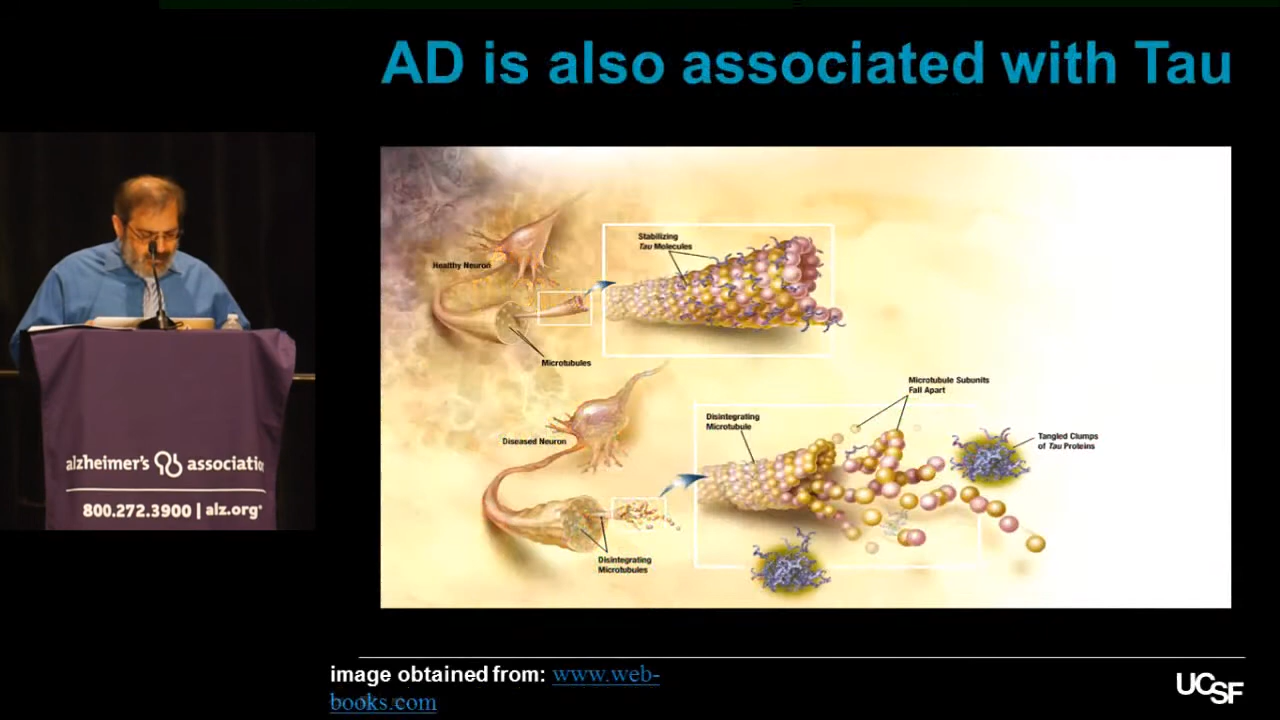 AD is also associated with Tau
Stabilizing
Tau Molecules
Healthy Neuron
Microtubules
Microtubule Subunits
Fall Apart
Disintegrating
Microtubule
Diseased Neuron
Tangled Clumps
of Tau Proteins
Disintegrating
Microtubules
alzheimer's associatio
800.272.3900 | alz.org
image obtained from: www.web-
books.com
UCSF